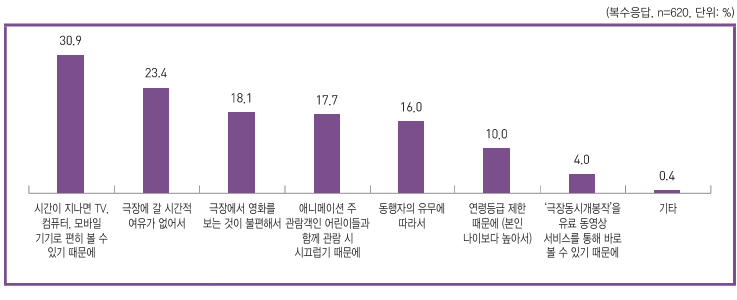 (복수응답, n=620, 단위: %)
30.9
23.4
18.1
17.7
16.0
10.0
4.0
0.4
시간이 지나면 TV,
컴퓨터, 모바일
기기로 편히 볼 수
있기 때문에
극장에 갈 시간적
여유가 없어서
극장에서 영화를
보는 것이 불편해서
애니메이션 주
관람객인 어린이들과
함께 관람 시
시끄럽기 때문에
동행자의 유무에
따라서
연령등급 제한
때문에 (본인
나이보다 높아서)
‘극장동시개봉작’을
유료 동영상
서비스를 통해 바로
볼 수 있기 때문에
기타